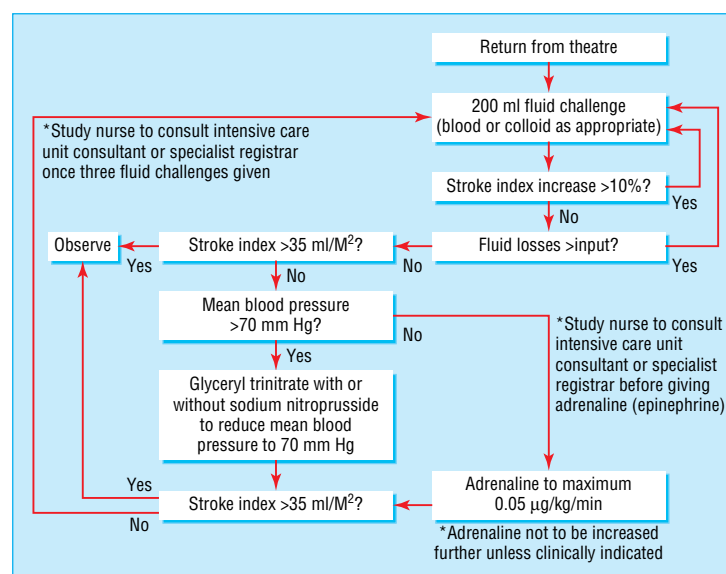 Return from theatre
200 ml fluid challenge
(blood or colloid as appropriate)
*Study nurse to consult intensive care
unit consultant or specialist registrar
once three fluid challenges given
Stroke index increase >10%?
Yes
No
Observe
Stroke index >35 ml/M²?
Fluid losses >input?
Yes
No
Yes
No
Mean blood pressure
>70 mm Hg?
No
Yes
*Study nurse to consult
intensive care unit
consultant or specialist
registrar before giving
adrenaline (epinephrine)
Glyceryl trinitrate with or
without sodium nitroprusside
to reduce mean blood
pressure to 70 mm Hg
Yes
Stroke index >35 ml/M²?
No
Adrenaline to maximum
0.05 µg/kg/min
*Adrenaline not to be increased
further unless clinically indicated